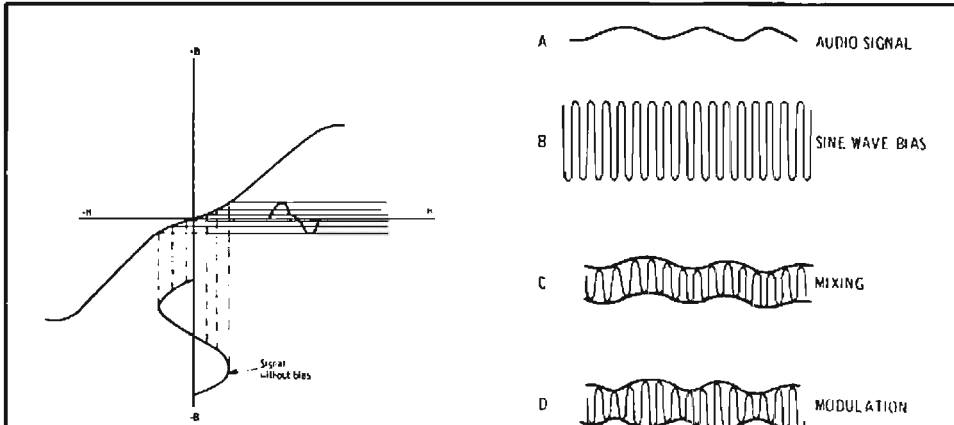 -B
-H
H
Signal
without bias
-B
A AUDIO SIGNAL
B SINE WAVE BIAS
C MIXING
D MODULATION